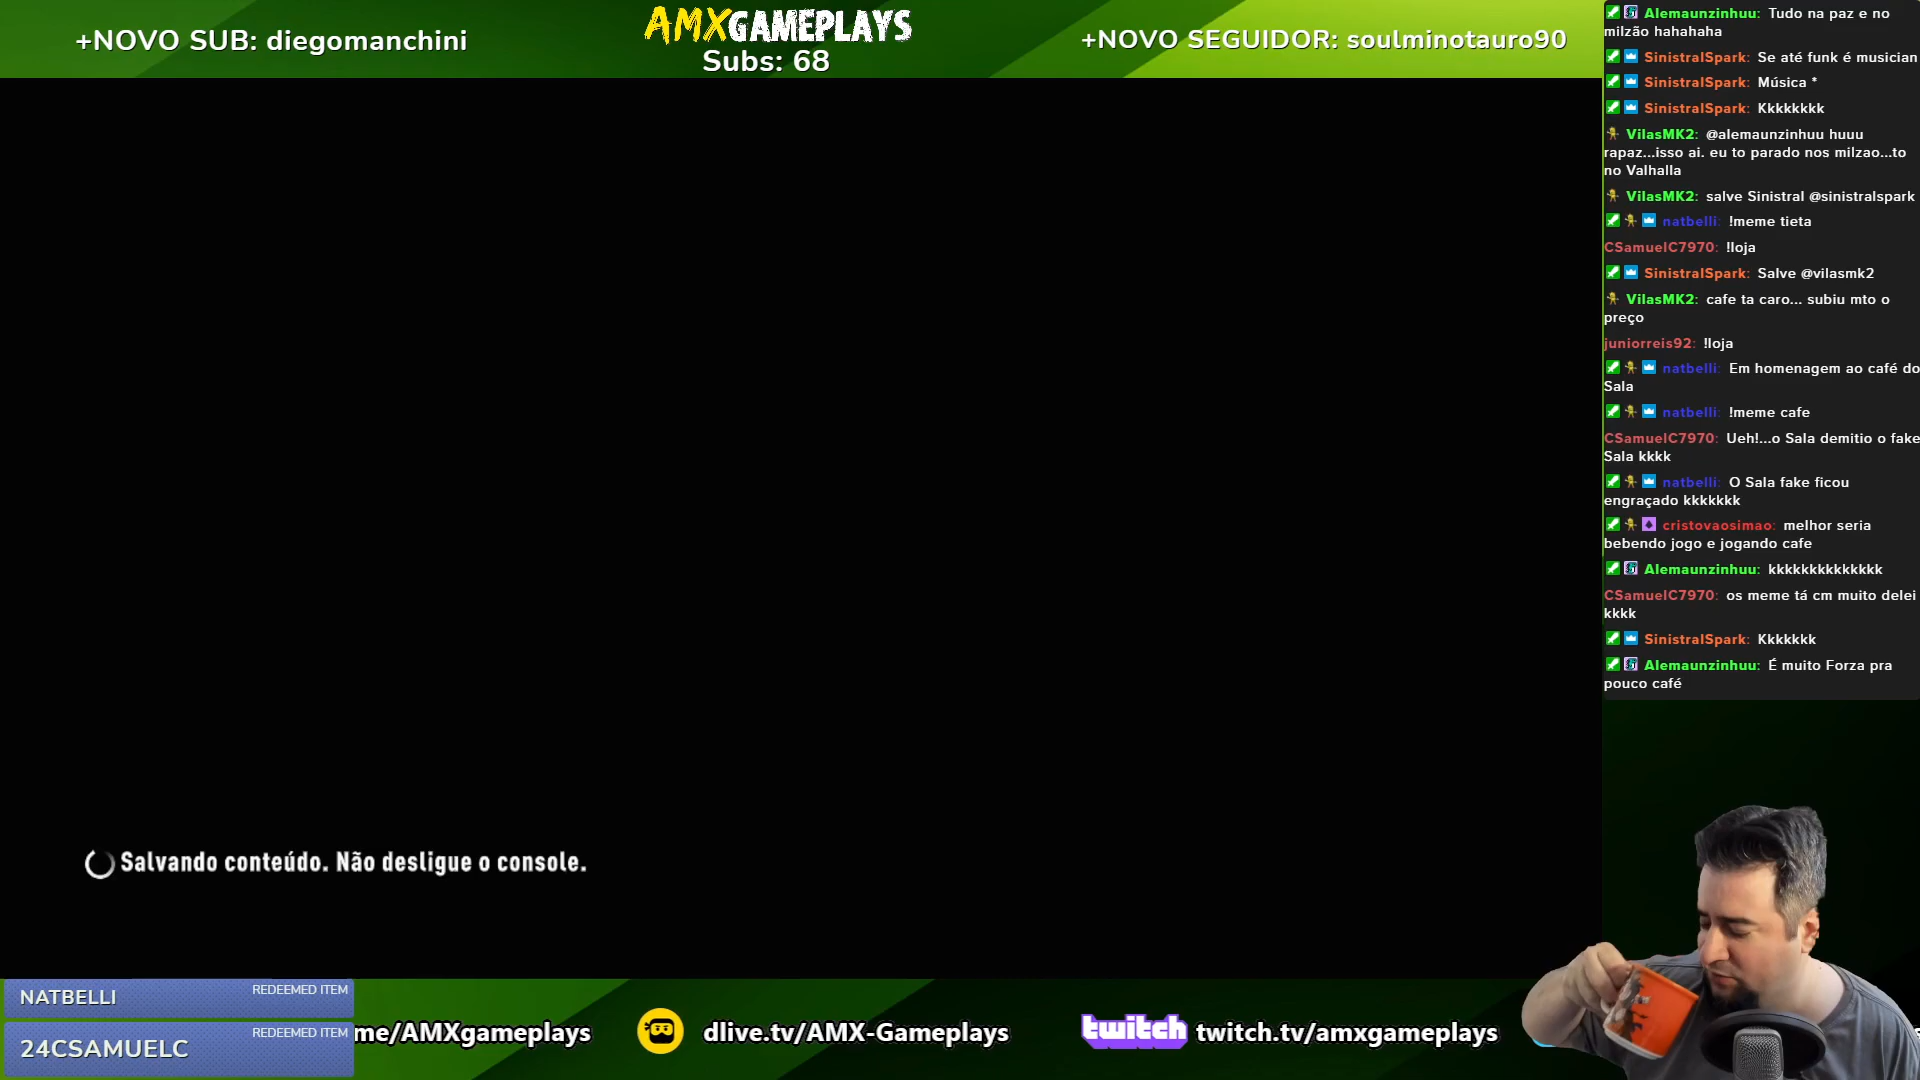 +NOVO SUB: diegomanchini
AMXGAMEPLAYS
Subs: 68
+NOVO SEGUIDOR: soulminotauro90
Alemaunzinhuu: Tudo na paz e no
milzão hahahaha
SinistralSpark: Se até funk é musician
SinistralSpark: Música *
SinistralSpark: Kkkkkkkk
VilasMK2: @alemaunzinhuu huuu
rapaz...isso ai. eu to parado nos milzao...to
no Valhalla
VilasMK2: salve Sinistral @sinistralspark
natbelli: !meme tieta
CSamuelC7970: !loja
SinistralSpark: Salve @vilasmk2
VilasMK2: cafe ta caro... subiu mto o
preço
juniorreis92: !loja
natbelli: Em homenagem ao café do
Sala
natbelli: !meme cafe
CSamuelC7970: Ueh!...o Sala demitio o fake
Sala kkkk
natbelli: O Sala fake ficou
engraçado kkkkkkk
cristovaosimao: melhor seria
bebendo jogo e jogando cafe
Alemaunzinhuu: kkkkkkkkkkkkkk
CSamuelC7970: os meme tá cm muito delei
kkkk
SinistralSpark: Kkkkkkk
Alemaunzinhuu: É muito Forza pra
pouco café
Salvando conteúdo. Não desligue o console.
NATBELLI
REDEEMED ITEM
24CSAMUELC
REDEEMED ITEM
me/AMXgameplays
dlive.tv/AMX-Gameplays
twitch
twitch.tv/amxgameplays